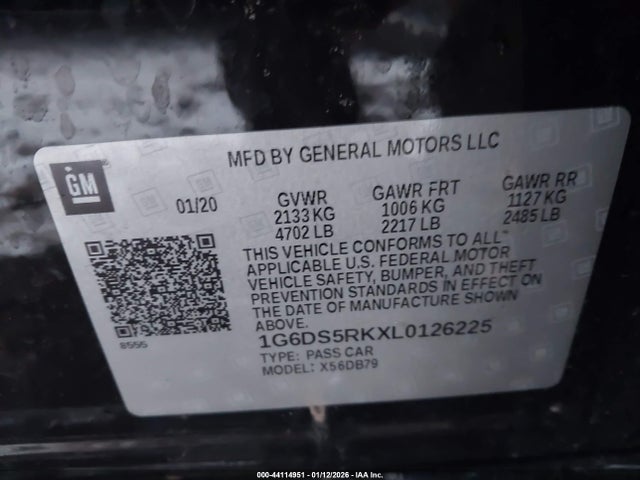 MFD BY GENERAL MOTORS LLC
GM
01/20
GVWR
2133 KG
4702 LB
GAWR FRT
1006 KG
2217 LB
GAWR RR
1127 KG
2485 LB
THIS VEHICLE CONFORMS TO ALL
APPLICABLE U.S. FEDERAL MOTOR
VEHICLE SAFETY, BUMPER, AND THEFT
PREVENTION STANDARDS IN EFFECT ON
THE DATE OF MANUFACTURE SHOWN
ABOVE.
1G6DS5RKXL0126225
TYPE: PASS CAR
MODEL: X56DB79
8555
000-44114951 - 01/12/2026 - IAA Inc.